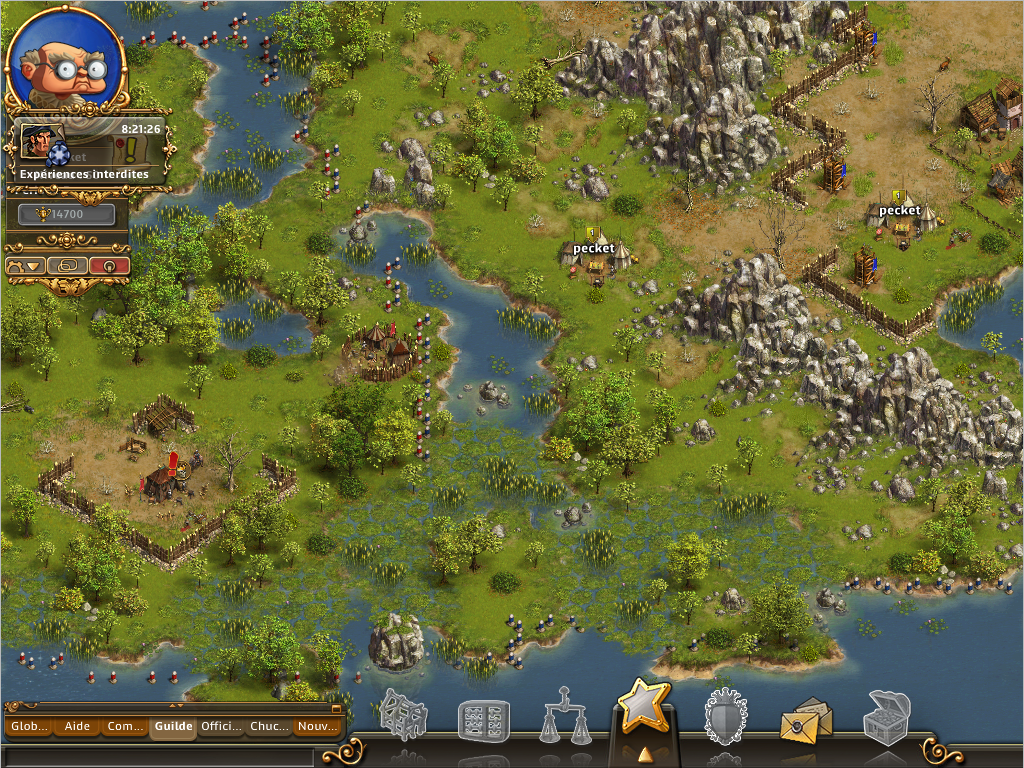 8:21:26
Expériences interdites
14700
pecket
pecket
Glob...
Aide
Com...
Guilde
Offici...
Chuc...
Nouv...